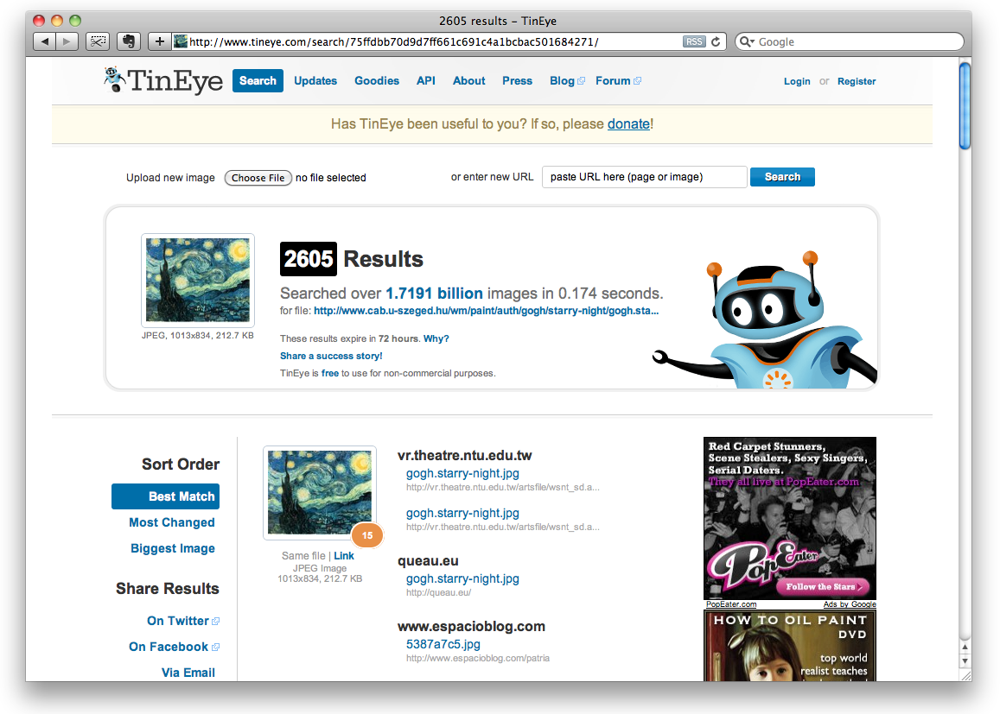 2605 results – TinEye
http://www.tineye.com/search/75ffdbb70d9d7ff661c691c4a1bcbac501684271/
RSS
Google
TinEye
Search
Updates
Goodies
API
About
Press
Blog
Forum
Login or Register
Has TinEye been useful to you? If so, please donate!
Upload new image Choose File no file selected
or enter new URL paste URL here (page or image) Search
2605 Results
Searched over 1.7191 billion images in 0.174 seconds.
for file: http://www.cab.u-szeged.hu/wm/paint/auth/gogh/starry-night/gogh.sta...
JPEG, 1013x834, 212.7 KB
These results expire in 72 hours. Why?
Share a success story!
TinEye is free to use for non-commercial purposes.
Sort Order
Best Match
Most Changed
Biggest Image
Share Results
On Twitter
On Facebook
Via Email
15
Same file | Link
JPEG Image
1013x834, 212.7 KB
vr.theatre.ntu.edu.tw
gogh.starry-night.jpg
http://vr.theatre.ntu.edu.tw/artsfile/wsnt_sd.a...
gogh.starry-night.jpg
http://vr.theatre.ntu.edu.tw/artsfile/wsnt_sd.a...
queau.eu
gogh.starry-night.jpg
http://queau.eu/
www.espacioblog.com
5387a7c5.jpg
http://www.espacioblog.com/patria
Red Carpet Stunners,
Scene Stealers, Sexy Singers,
Serial Daters.
They all live at PopEater.com
PopEater
Follow the Stars >
PopEater.com
Ads by Google
HOW TO OIL PAINT
DVD
top world
realist teaches